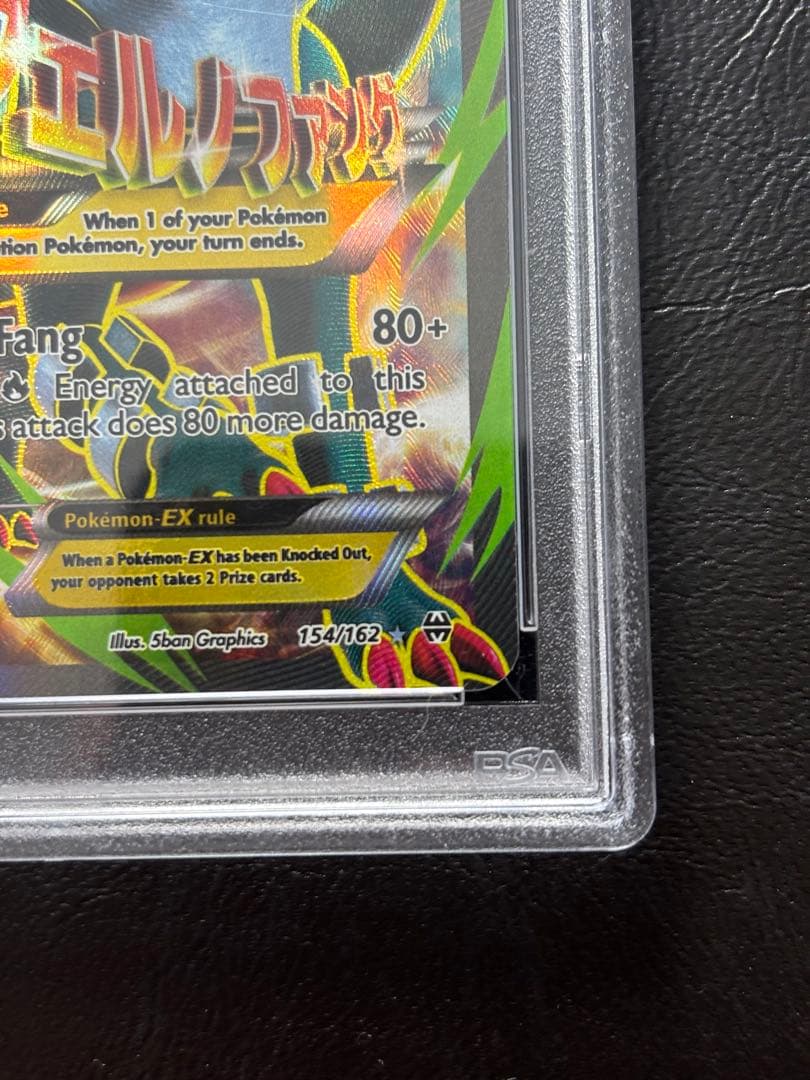 エルノファング
e
When 1 of your Pokémon
tion Pokémon, your turn ends.
Fang 80+
Energy attached to this
s attack does 80 more damage.
Pokémon-EX rule
When a Pokémon-EX has been Knocked Out,
your opponent takes 2 Prize cards.
Illus. 5ban Graphics 154/162
PSA